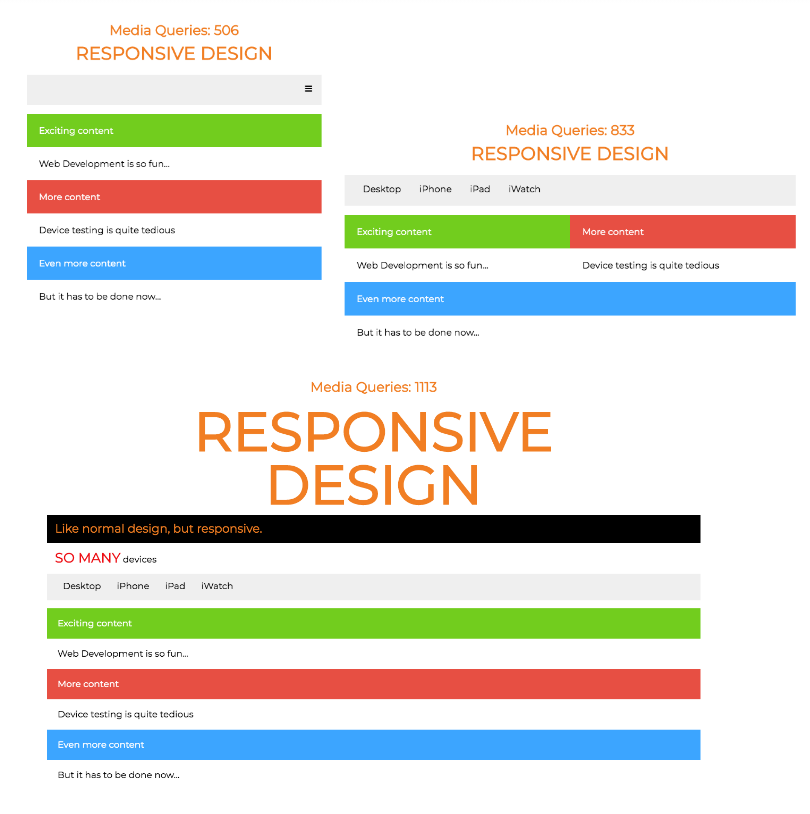 Media Queries: 506
RESPONSIVE DESIGN
Exciting content
Web Development is so fun...
More content
Device testing is quite tedious
Even more content
But it has to be done now...
Media Queries: 833
RESPONSIVE DESIGN
Desktop iPhone iPad iWatch
Exciting content More content
Web Development is so fun... Device testing is quite tedious
Even more content
But it has to be done now...
Media Queries: 1113
RESPONSIVE
DESIGN
Like normal design, but responsive.
SO MANY devices
Desktop iPhone iPad iWatch
Exciting content
Web Development is so fun...
More content
Device testing is quite tedious
Even more content
But it has to be done now...